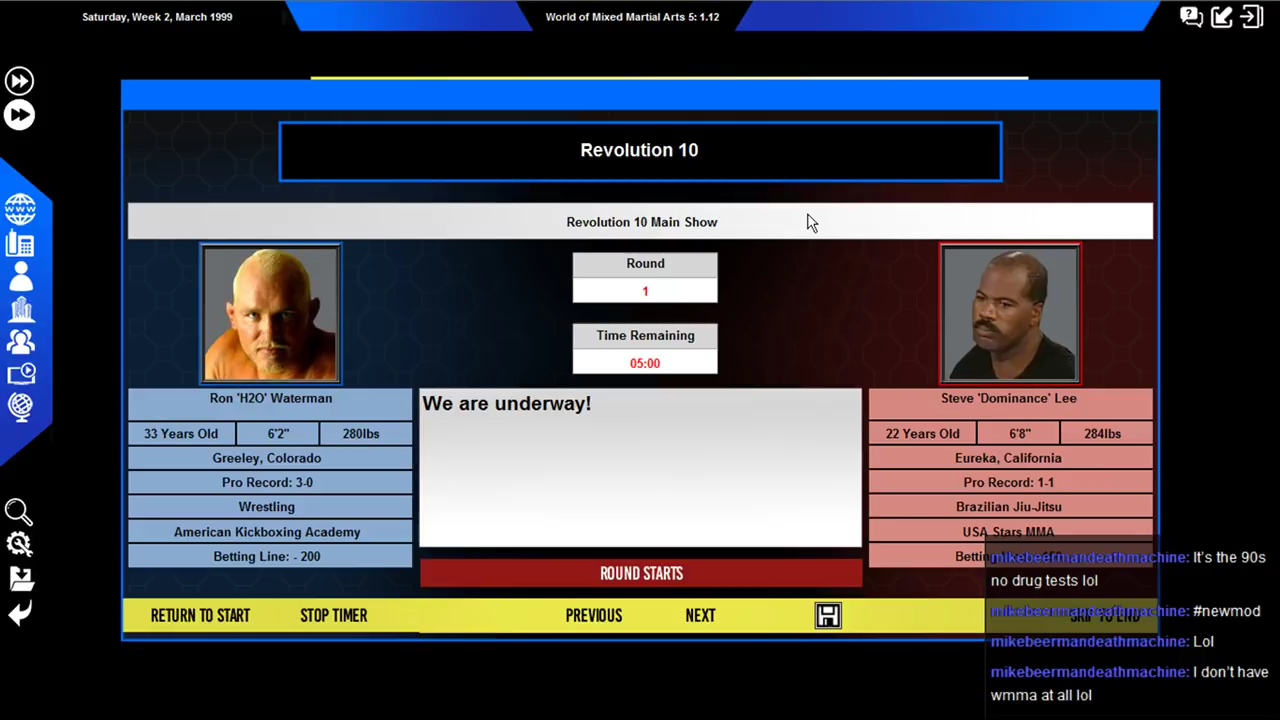 Saturday, Week 2, March 1999
World of Mixed Martial Arts 5: 1.12
Revolution 10
Revolution 10 Main Show
Round
1
Time Remaining
05:00
Ron 'H2O' Waterman
33 Years Old
6'2"
280lbs
Greeley, Colorado
Pro Record: 3-0
Wrestling
American Kickboxing Academy
Betting Line: - 200
We are underway!
ROUND STARTS
Steve 'Dominance' Lee
22 Years Old
6'8"
284lbs
Eureka, California
Pro Record: 1-1
Brazilian Jiu-Jitsu
USA Stars MMA
RETURN TO START
STOP TIMER
PREVIOUS
NEXT
SKIP TO END
mikebeermandeathmachine: It's the 90s
no drug tests lol
mikebeermandeathmachine: #newmod
mikebeermandeathmachine: Lol
mikebeermandeathmachine: I don't have
wmma at all lol